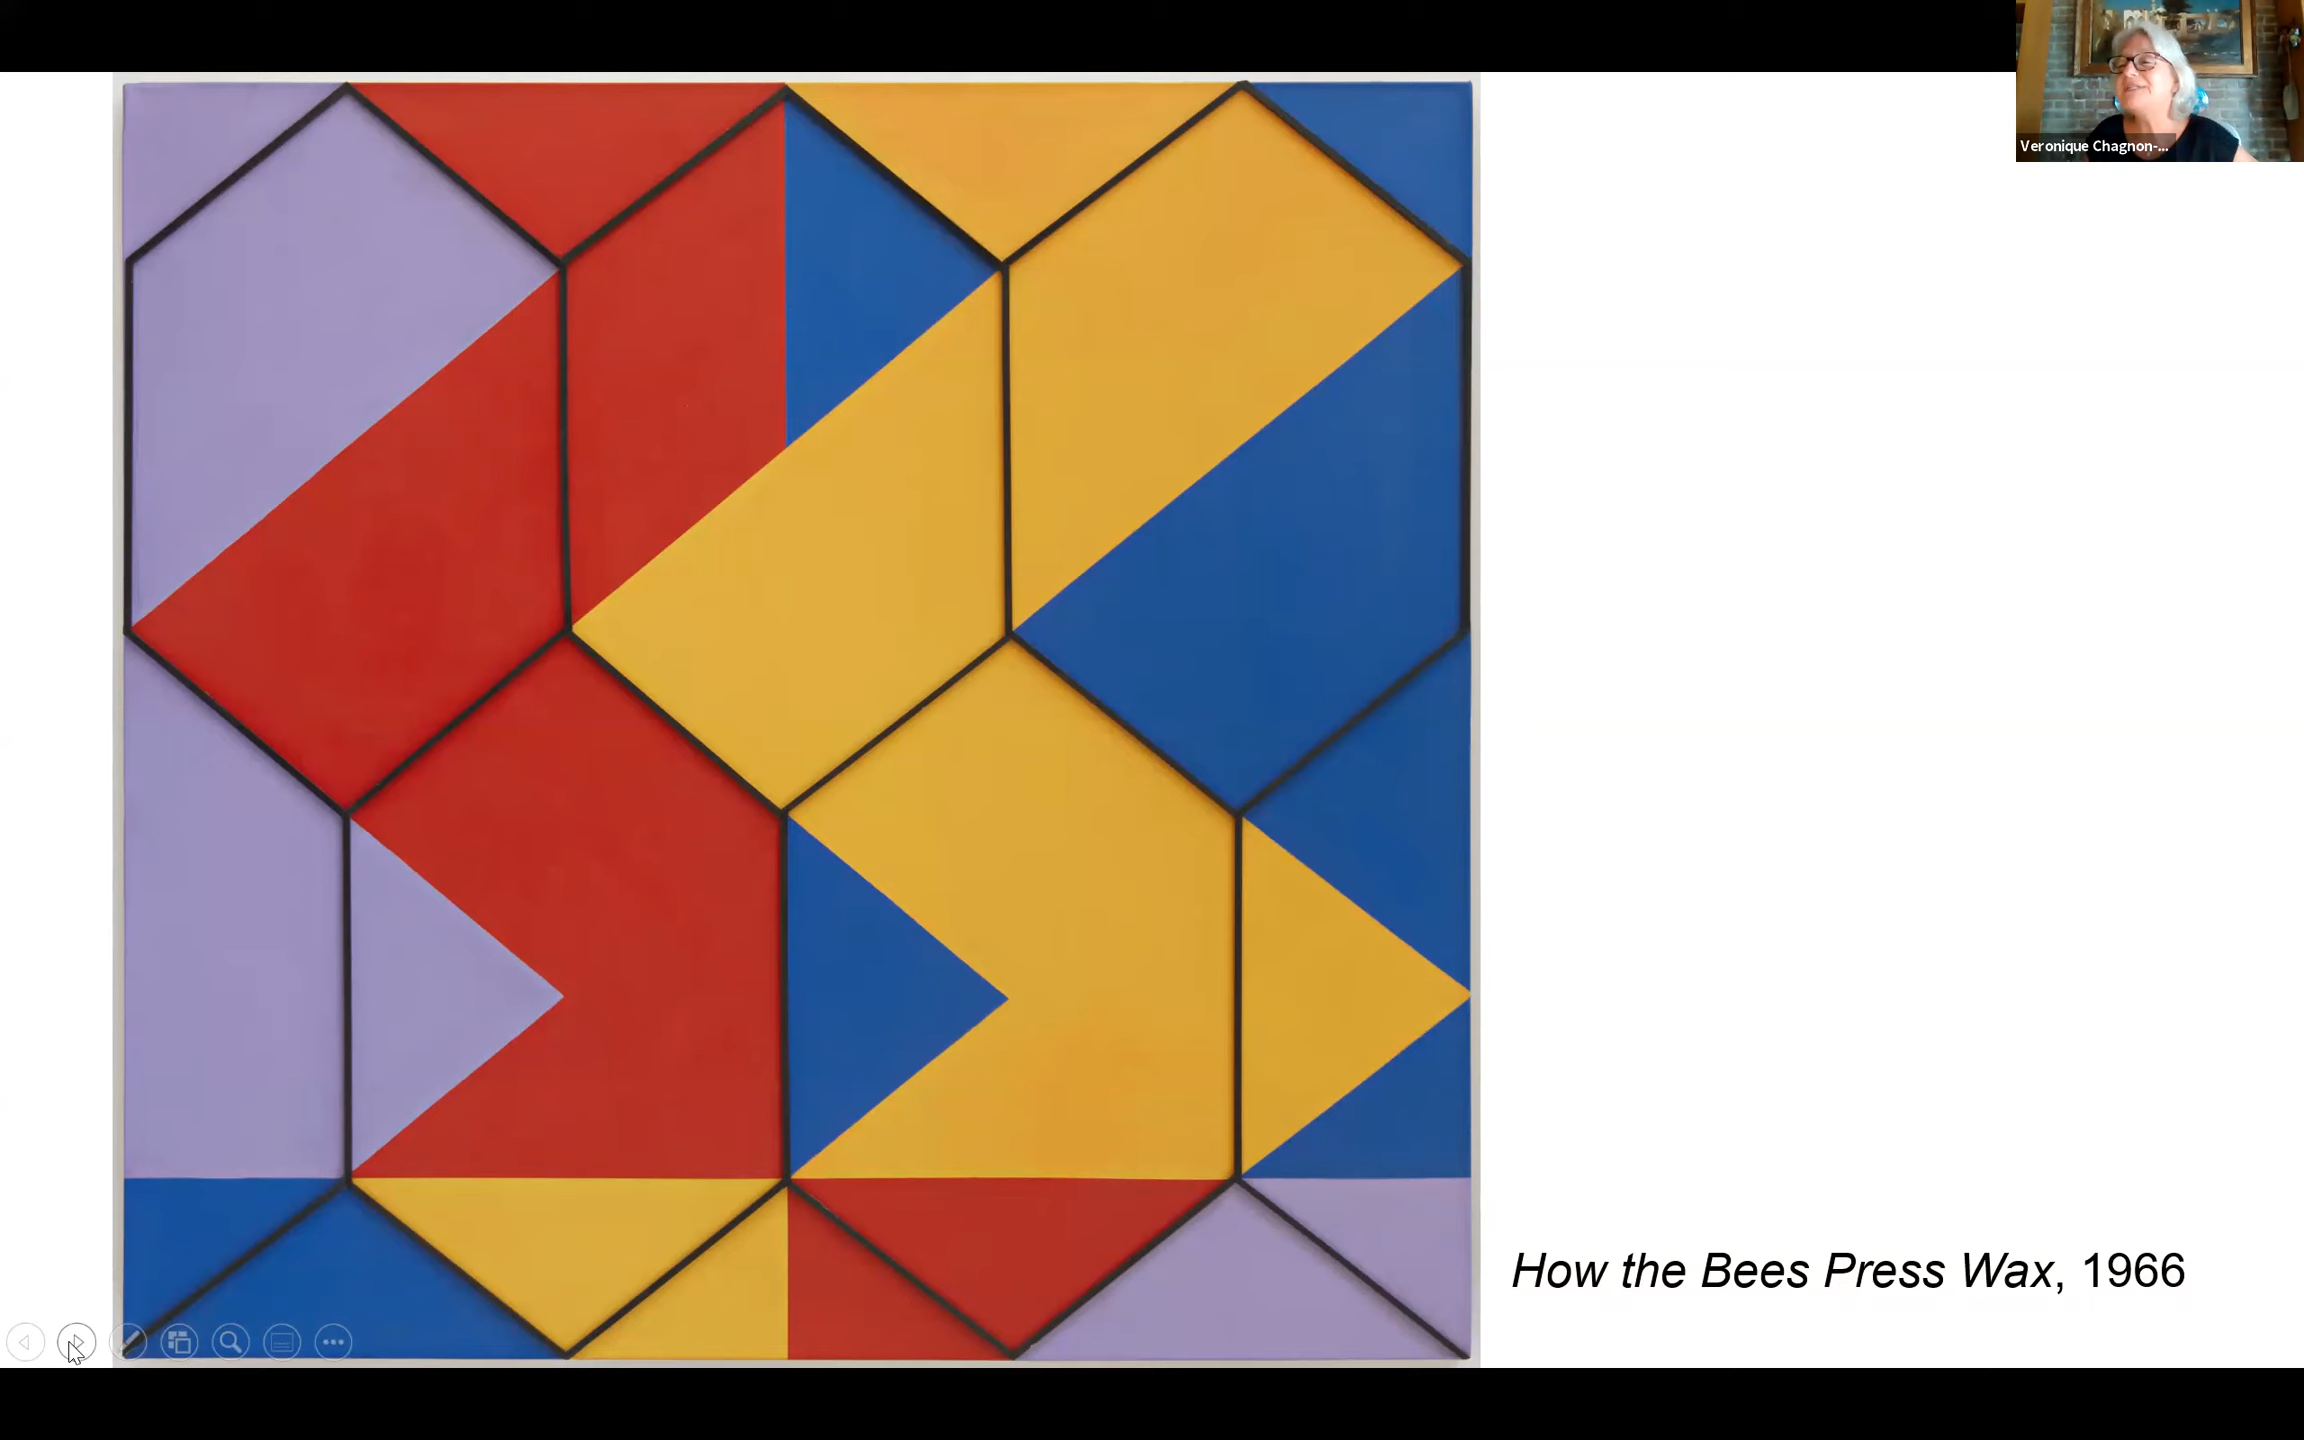 Veronique Chagnon-...
How the Bees Press Wax, 1966